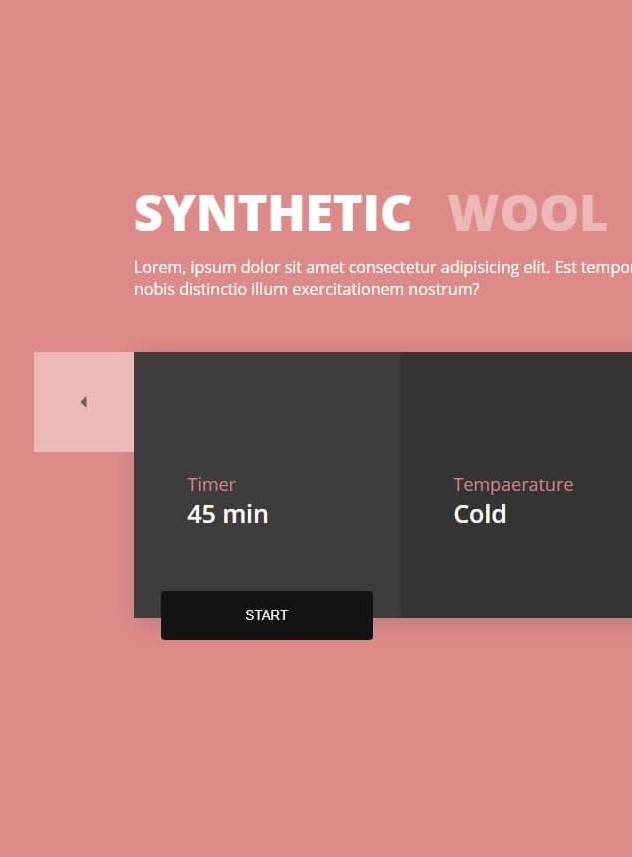 SYNTHETIC WOOL
Lorem, ipsum dolor sit amet consectetur adipisicing elit. Est tempor
nobis distinctio illum exercitationem nostrum?
Timer Tempaerature
45 min Cold
START